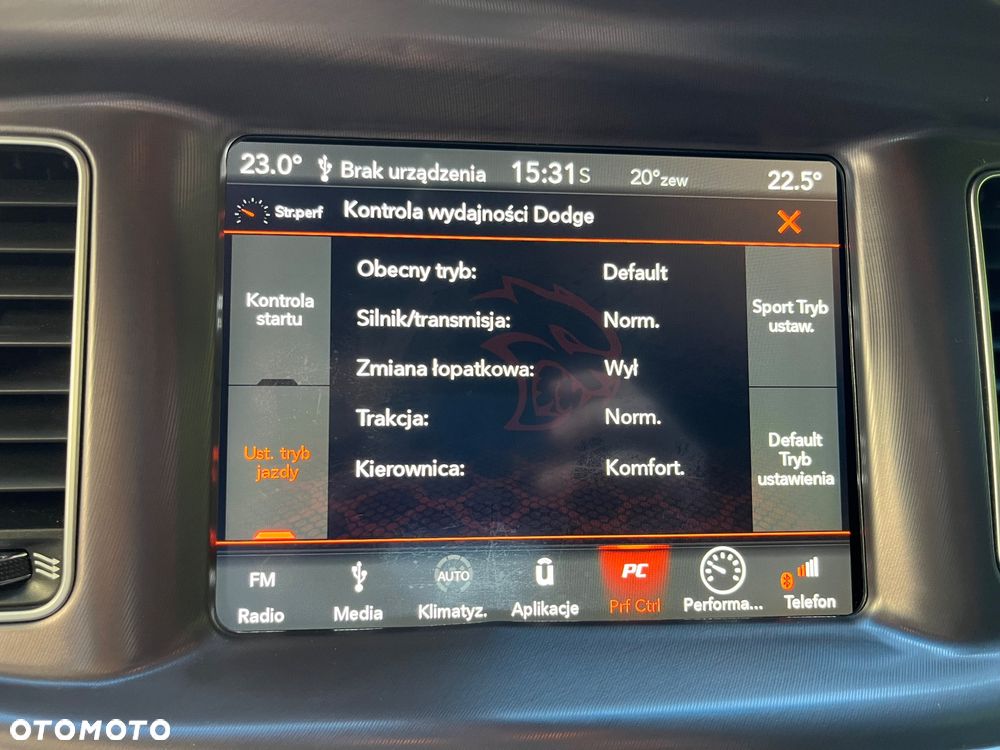 23.0° Brak urządzenia 15:31S 20°zew 22.5°
Str.perf Kontrola wydajności Dodge
Kontrola
startu
Obecny tryb: Default
Silnik/transmisja: Norm.
Zmiana łopatkowa: Wył
Trakcja: Norm.
Kierownica: Komfort.
Sport Tryb
ustaw.
Ust. tryb
jazdy
Default
Tryb
ustawienia
FM
Radio
Media
AUTO
Klimatyz.
Aplikacje
PC
Prf Ctrl
Performa...
Telefon
OTOMOTO